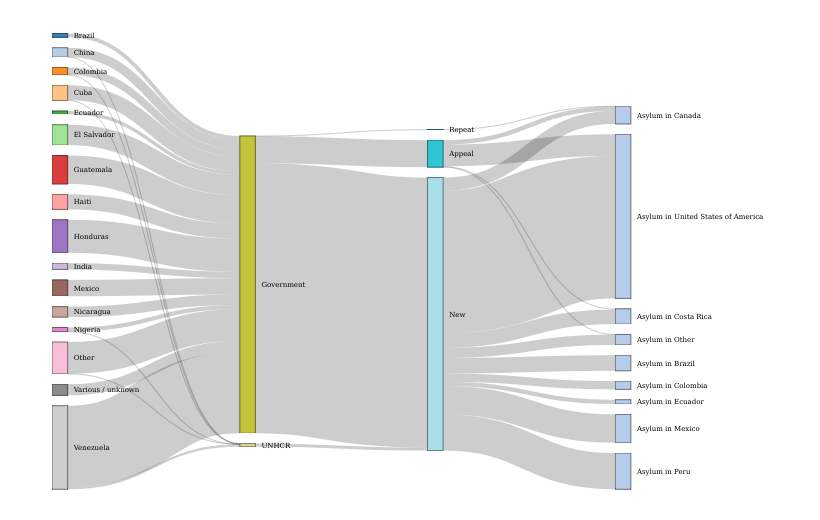 Brazil
China
Colombia
Cuba
Ecuador
El Salvador
Guatemala
Haiti
Honduras
India
Mexico
Nicaragua
Nigeria
Other
Various / unknown
Venezuela
Government
UNHCR
Repeat
Appeal
New
Asylum in Canada
Asylum in United States of America
Asylum in Costa Rica
Asylum in Other
Asylum in Brazil
Asylum in Colombia
Asylum in Ecuador
Asylum in Mexico
Asylum in Peru